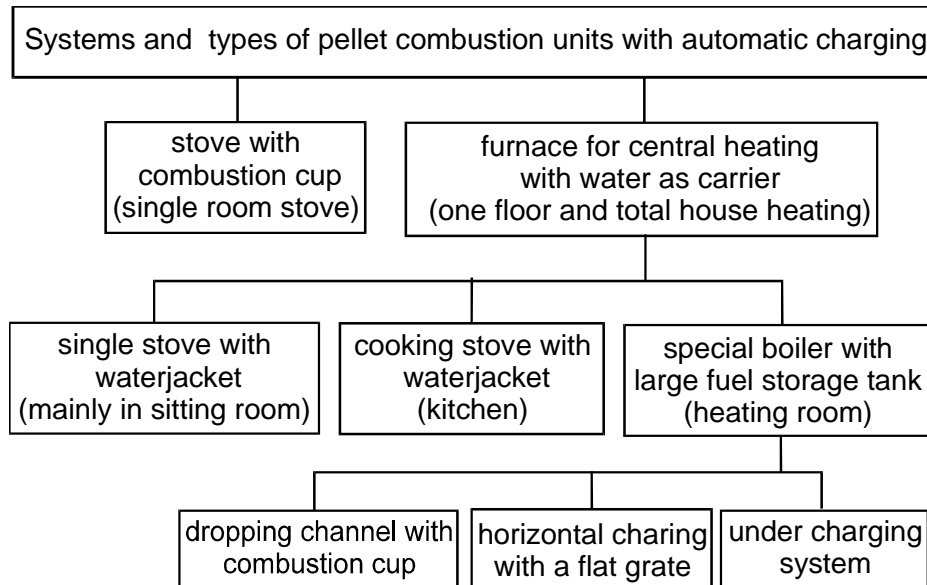 Systems and types of pellet combustion units with automatic charging
stove with
combustion cup
(single room stove)
furnace for central heating
with water as carrier
(one floor and total house heating)
single stove with
waterjacket
(mainly in sitting room)
cooking stove with
waterjacket
(kitchen)
special boiler with
large fuel storage tank
(heating room)
dropping channel with
combustion cup
horizontal charing
with a flat grate
under charging
system